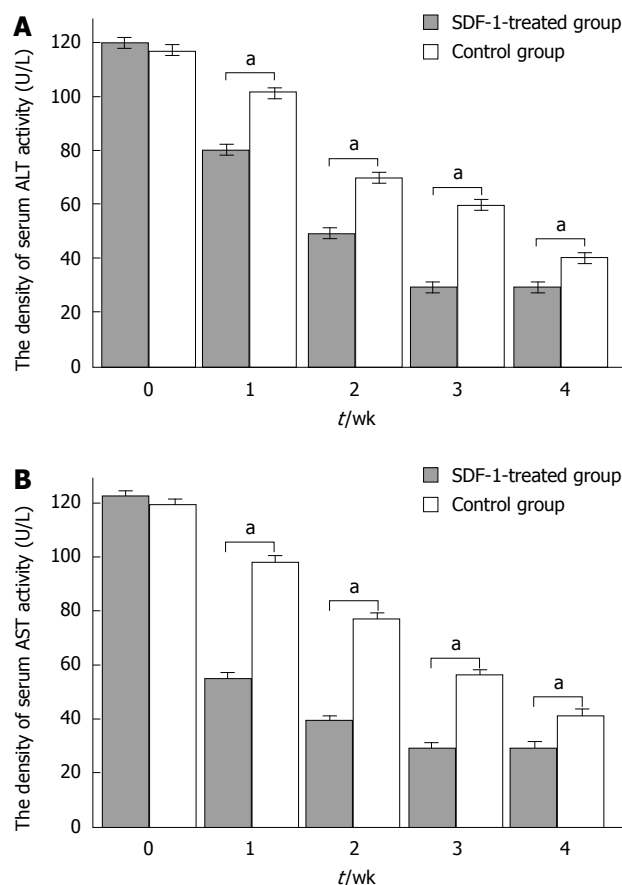 A
SDF-1-treated group
Control group
The density of serum ALT activity (U/L)
120
100
80
60
40
20
0
a
a
a
a
0 1 2 3 4
t/wk
B
SDF-1-treated group
Control group
The density of serum AST activity (U/L)
120
100
80
60
40
20
0
a
a
a
a
0 1 2 3 4
t/wk